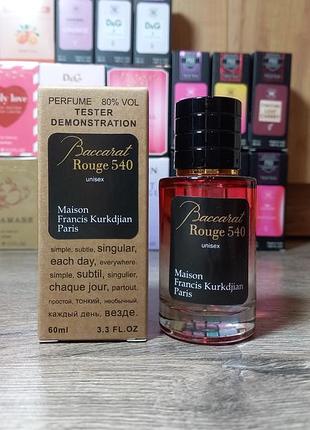 PERFUME 80% VOL
TESTER
DEMONSTRATION
Baccarat
Rouge 540
unisex
Maison
Francis Kurkdjian
Paris
simple, subtle, singular,
each day, everywhere.
simple, subtil, singulier,
chaque jour, partout.
простой, тонкий, необычный,
каждый день, везде.
60ml 3.3 FL.OZ
Baccarat
Rouge 540
unisex
Maison
Francis Kurkdjian
Paris
D&G
D&G
ly love